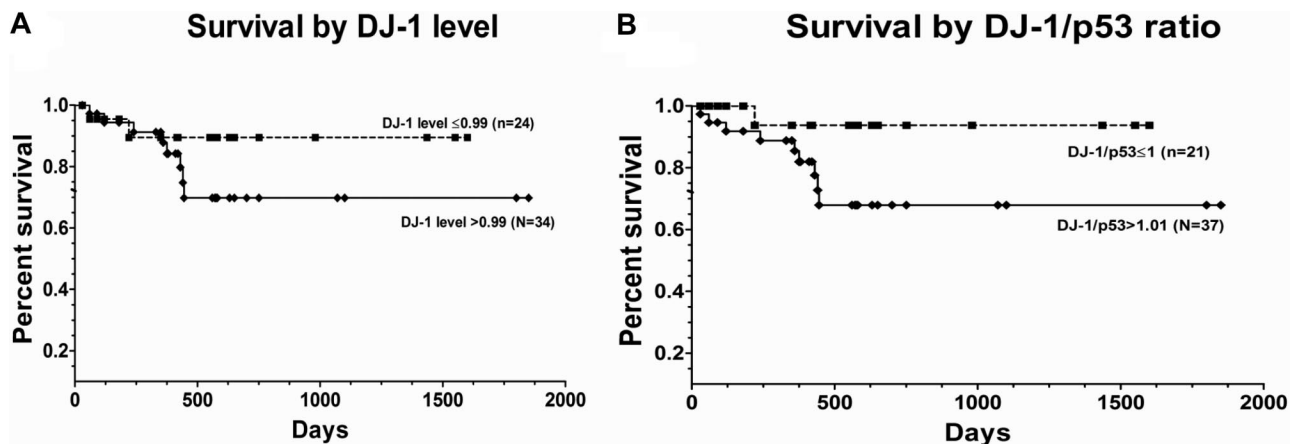 A
Survival by DJ-1 level
Percent survival
1.0
0.8
0.6
0.4
0.2
DJ-1 level ≤0.99 (n=24)
DJ-1 level >0.99 (N=34)
0
500
1000
1500
2000
Days
B
Survival by DJ-1/p53 ratio
Percent survival
1.0
0.8
0.6
0.4
0.2
DJ-1/p53≤1 (n=21)
DJ-1/p53>1.01 (N=37)
0
500
1000
1500
2000
Days